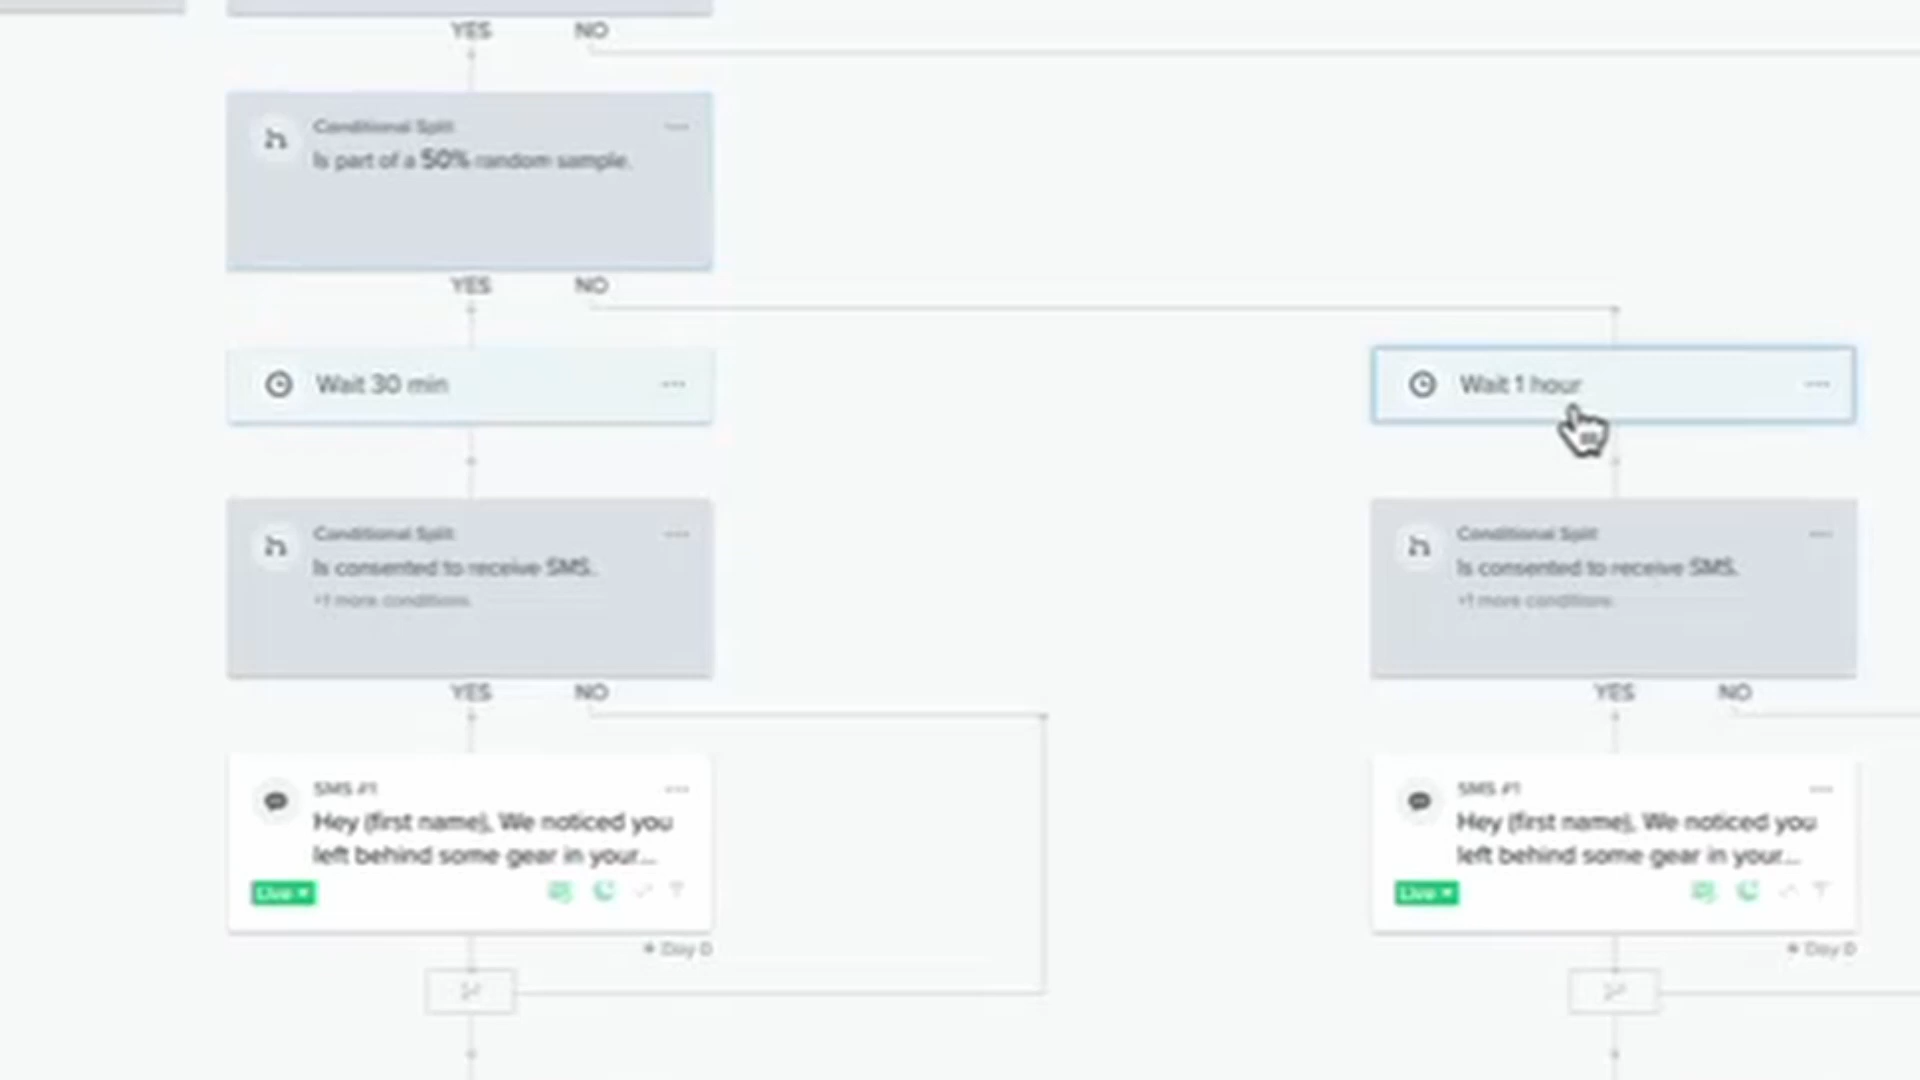 YES NO
Conditional Split
Is part of a 50% random sample.
YES NO
Wait 30 min
Wait 1 hour
Conditional Split
Is consented to receive SMS.
+1 more conditions.
Conditional Split
Is consented to receive SMS.
+1 more conditions.
YES NO
YES NO
SMS #1
Hey (first name), We noticed you
left behind some gear in your...
Live
Day 0
SMS #1
Hey (first name), We noticed you
left behind some gear in your...
Live
Day 0